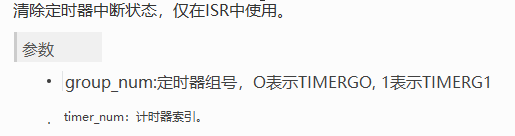 清除定时器中断状态，仅在ISR中使用。
参数
• group_num:定时器组号，O表示TIMERGO, 1表示TIMERG1
. timer_num：计时器索引。